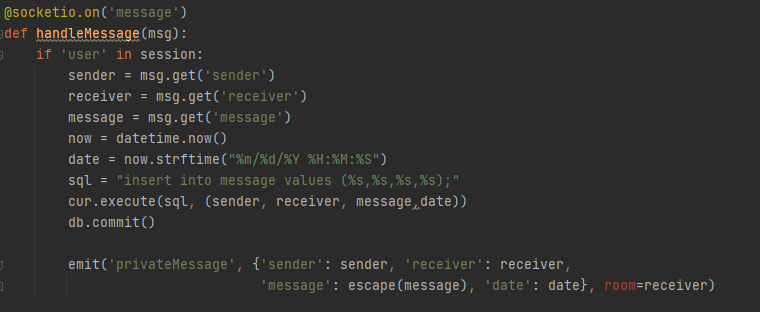 @socketio.on('message')
def handleMessage(msg):
    if 'user' in session:
        sender = msg.get('sender')
        receiver = msg.get('receiver')
        message = msg.get('message')
        now = datetime.now()
        date = now.strftime("%m/%d/%Y %H:%M:%S")
        sql = "insert into message values (%s,%s,%s,%s);"
        cur.execute(sql, (sender, receiver, message,date))
        db.commit()

        emit('privateMessage', {'sender': sender, 'receiver': receiver,
                                'message': escape(message), 'date': date}, room=receiver)